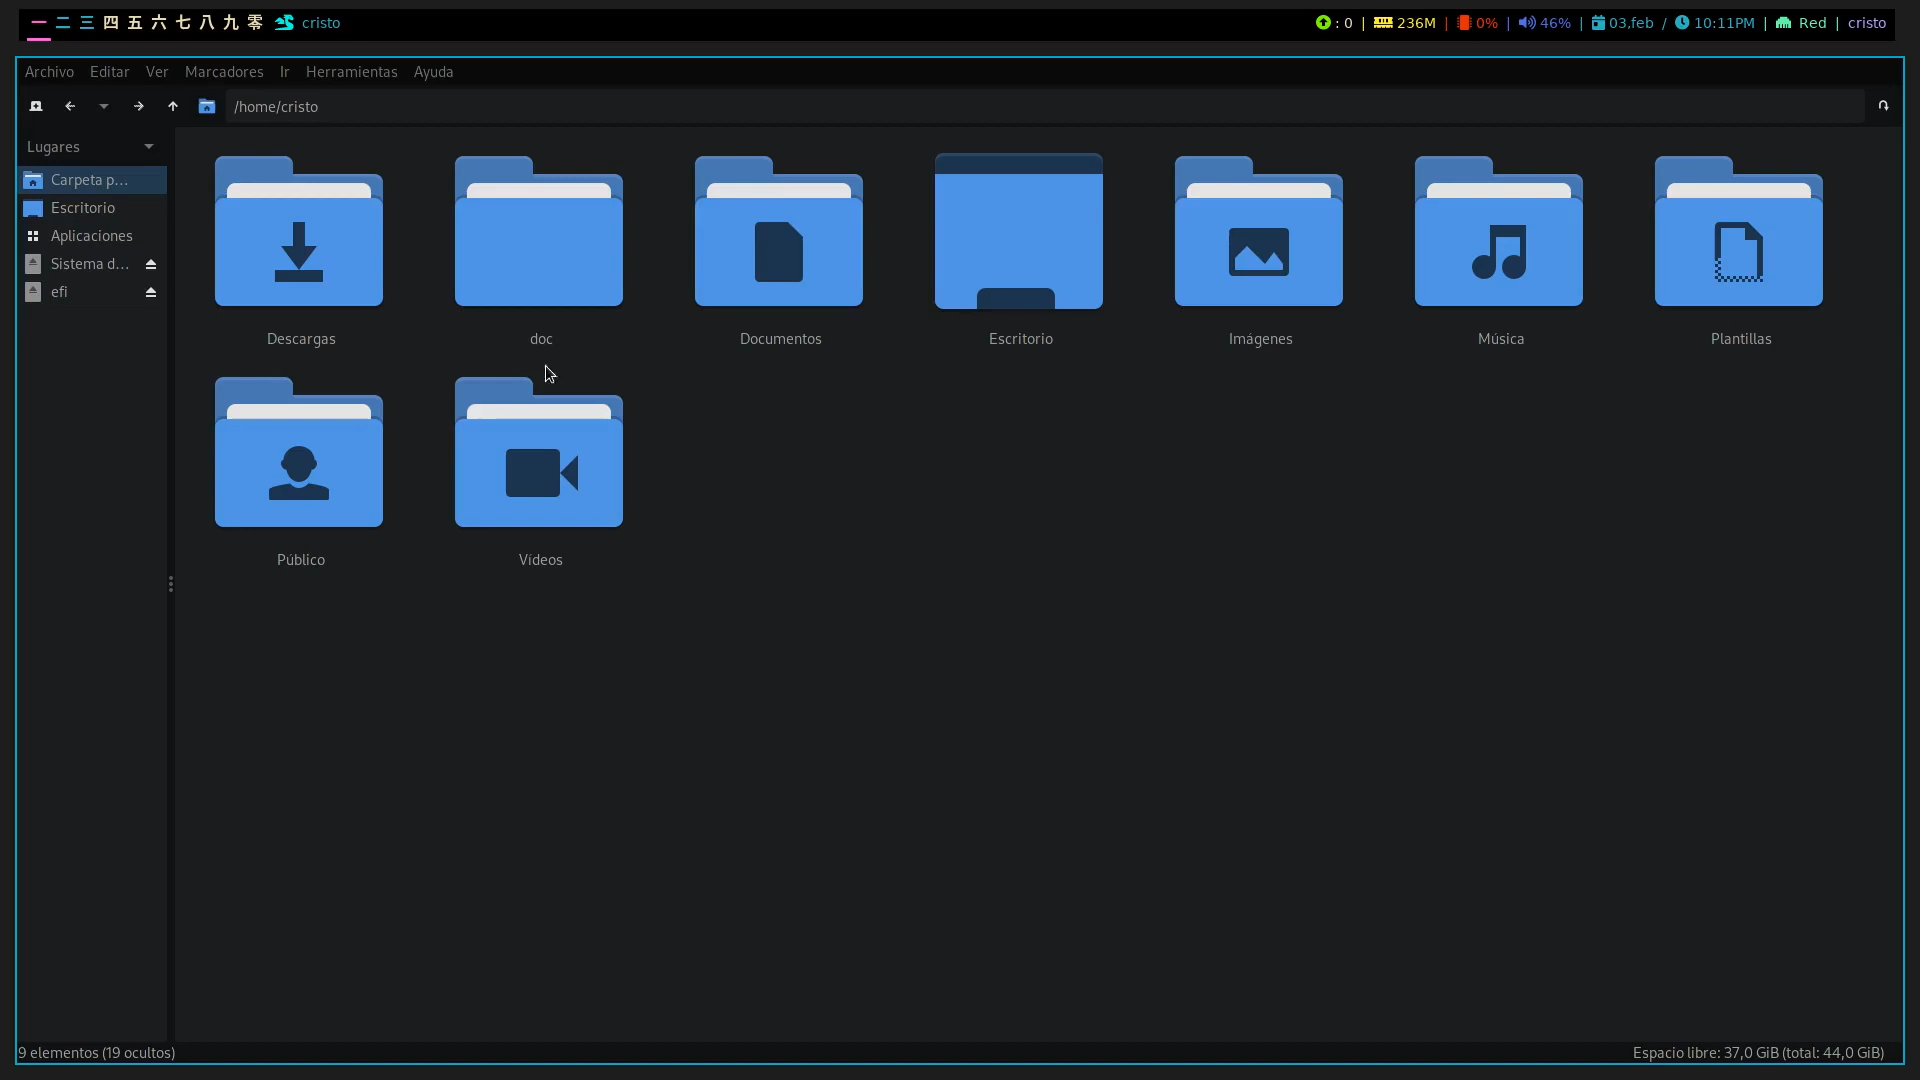 一 二 三 四 五 六 七 八 九 零 cristo : 0 | 236M | 0% | 46% | 03,feb / 10:11PM | Red | cristo
Archivo Editar Ver Marcadores Ir Herramientas Ayuda
/home/cristo
Lugares
Carpeta p...
Escritorio
Aplicaciones
Sistema d...
efi
Descargas doc Documentos Escritorio Imágenes Música Plantillas
Público Vídeos
9 elementos (19 ocultos) Espacio libre: 37,0 GiB (total: 44,0 GiB)